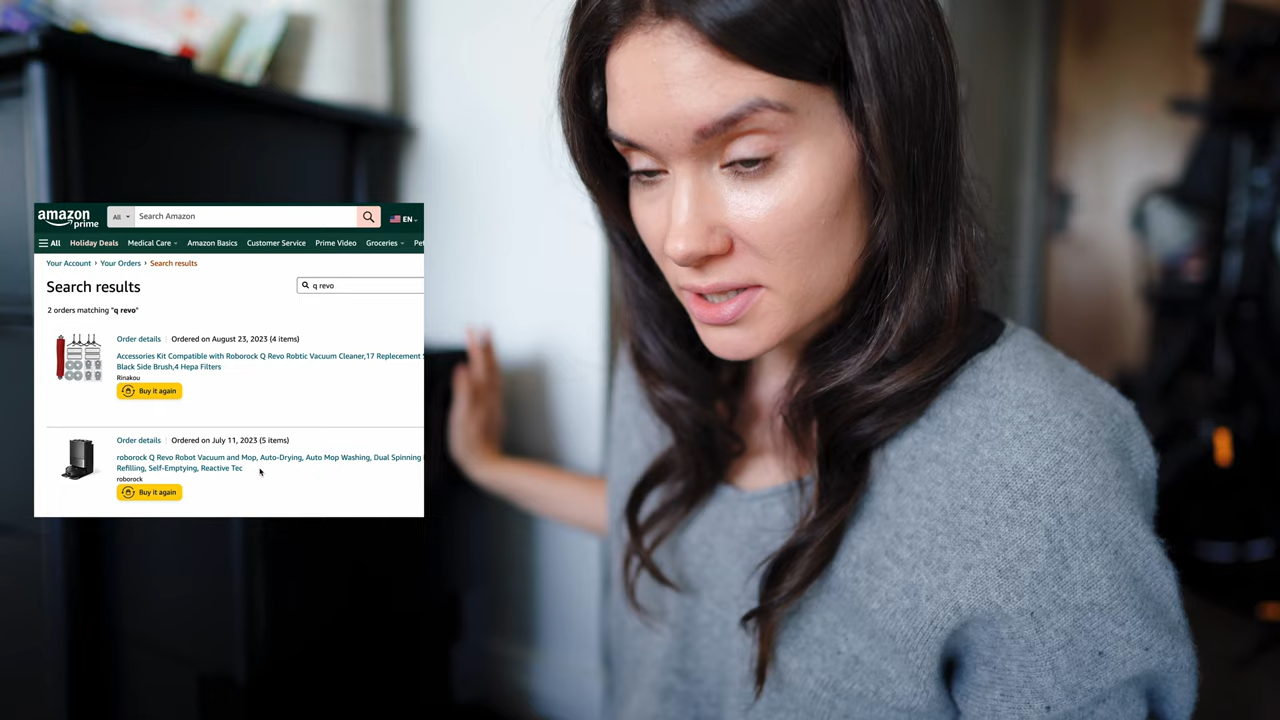 amazon
prime
All
Search Amazon
EN
All Holiday Deals Medical Care Amazon Basics Customer Service Prime Video Groceries Pet
Your Account › Your Orders › Search results
Search results
q revo
2 orders matching "q revo"
Order details | Ordered on August 23, 2023 (4 items)
Accessories Kit Compatible with Roborock Q Revo Robtic Vacuum Cleaner,17 Replecement
Black Side Brush,4 Hepa Filters
Rinakou
Buy it again
Order details | Ordered on July 11, 2023 (5 items)
roborock Q Revo Robot Vacuum and Mop, Auto-Drying, Auto Mop Washing, Dual Spinning
Refilling, Self-Emptying, Reactive Tec
roborock
Buy it again